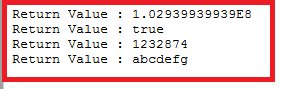 Return Value : 1.02939939939E8
Return Value : true
Return Value : 1232874
Return Value : abcdefg